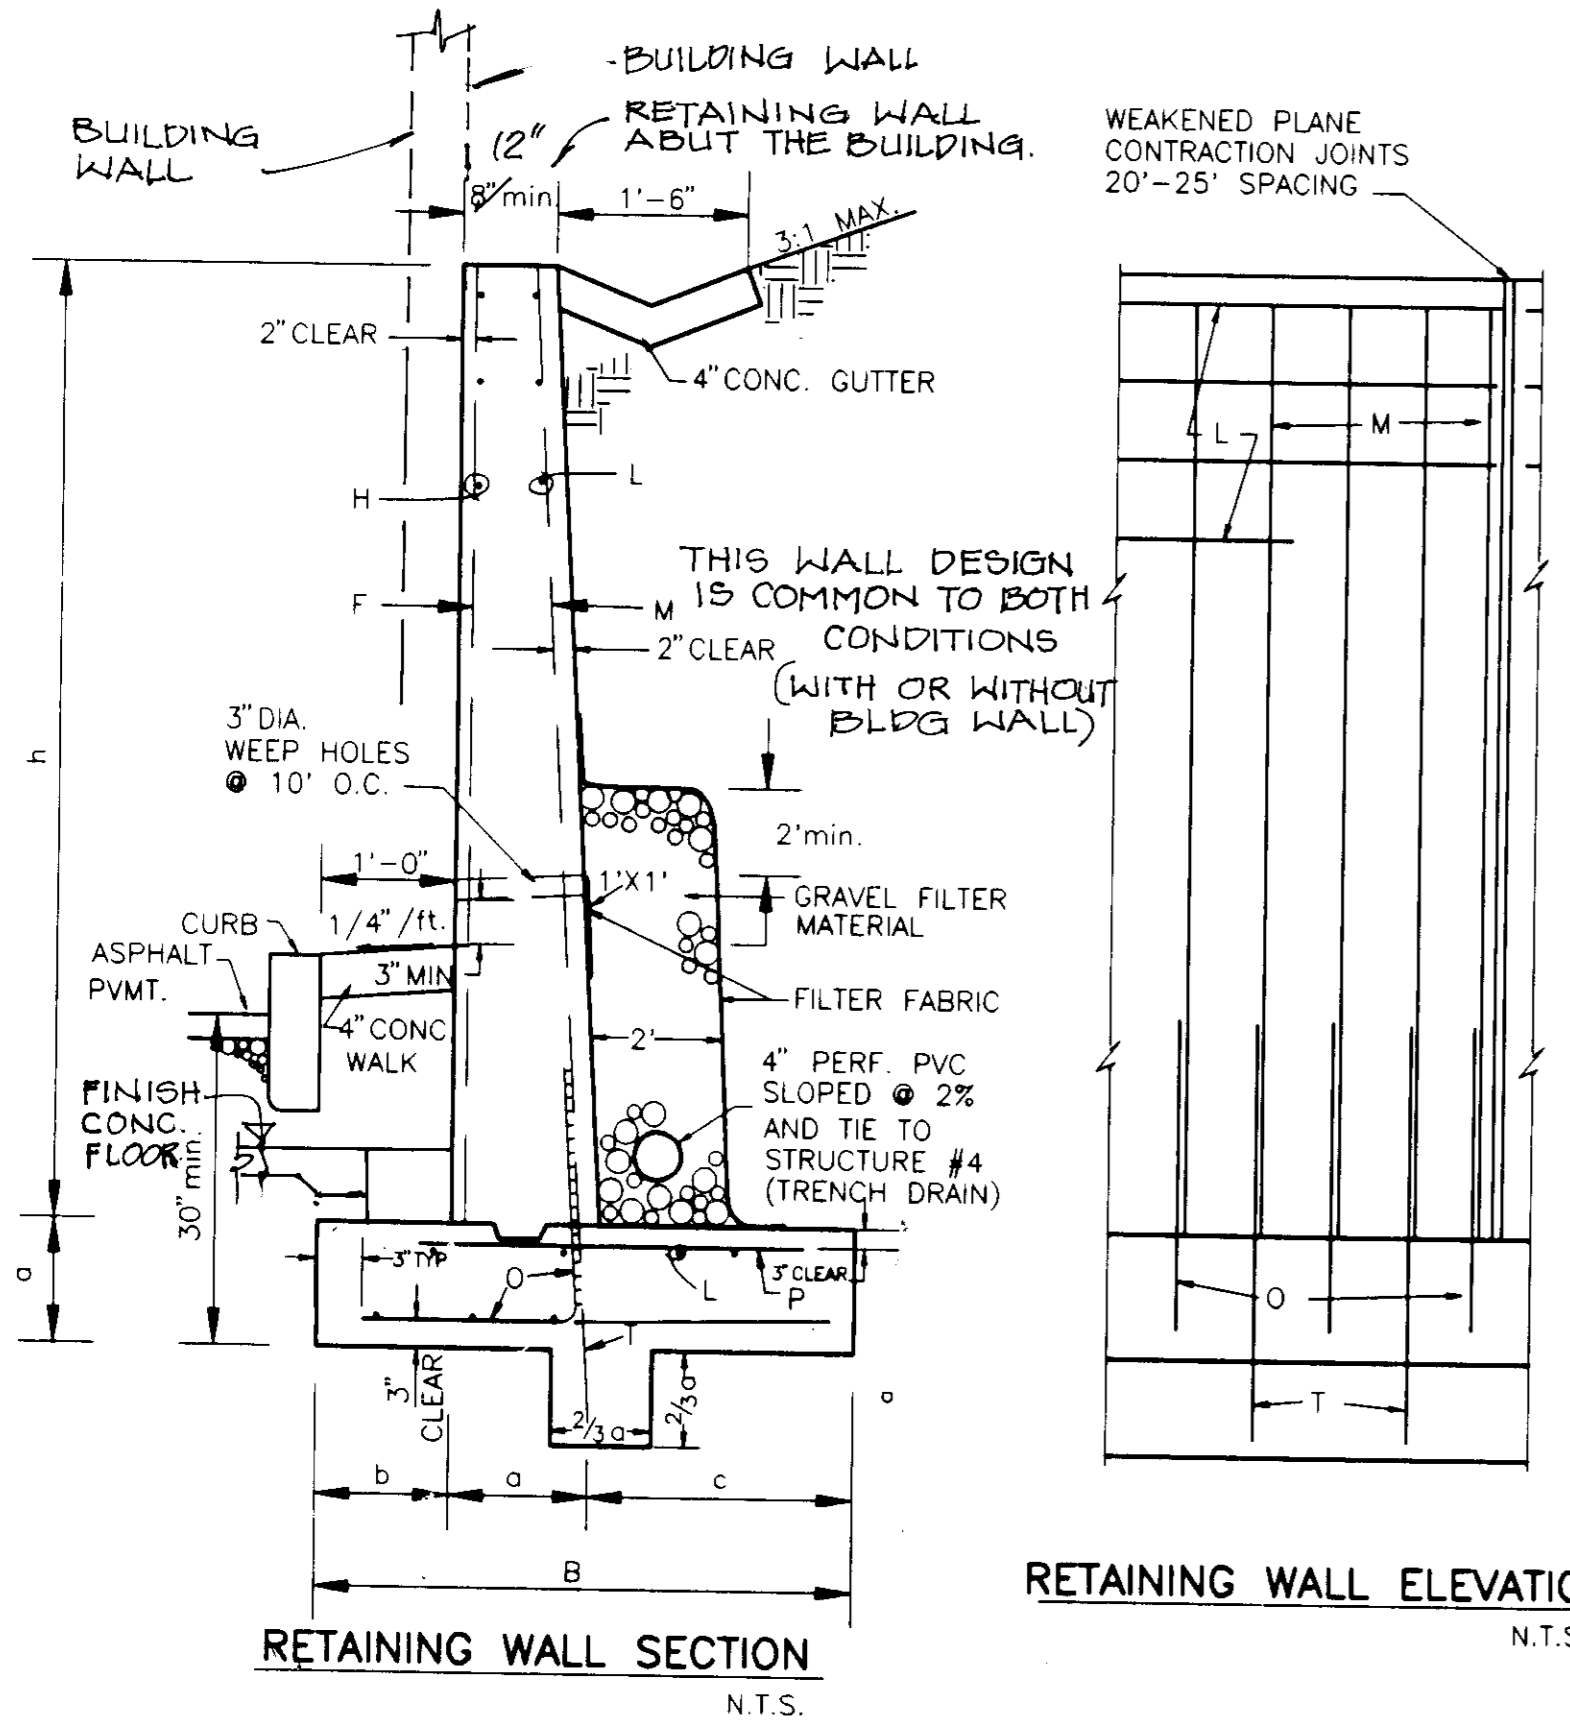 BUILDING WALL
RETAINING WALL
ABUT THE BUILDING.
BUILDING
WALL
12"
8" min
1'-6"
3:1 MAX.
2" CLEAR
4" CONC. GUTTER
H
L
THIS WALL DESIGN
IS COMMON TO BOTH
CONDITIONS
(WITH OR WITHOUT
BLDG WALL)
F
M
2" CLEAR
h
3" DIA.
WEEP HOLES
@ 10' O.C.
2' min.
1'-0"
1'X1'
GRAVEL FILTER
MATERIAL
CURB
1/4" /ft.
ASPHALT
PVMT.
3" MIN
FILTER FABRIC
4" CONC
WALK
2'
4" PERF. PVC
SLOPED @ 2%
AND TIE TO
STRUCTURE #4
(TRENCH DRAIN)
FINISH
CONC.
FLOOR
30" min.
a
3" TYP
O
L
3" CLEAR
P
T
3"
CLEAR
2/3 a
2/3 a
a
b
a
c
B
RETAINING WALL SECTION
N.T.S.
WEAKENED PLANE
CONTRACTION JOINTS
20'-25' SPACING
L
M
O
T
RETAINING WALL ELEVATIO
N.T.S